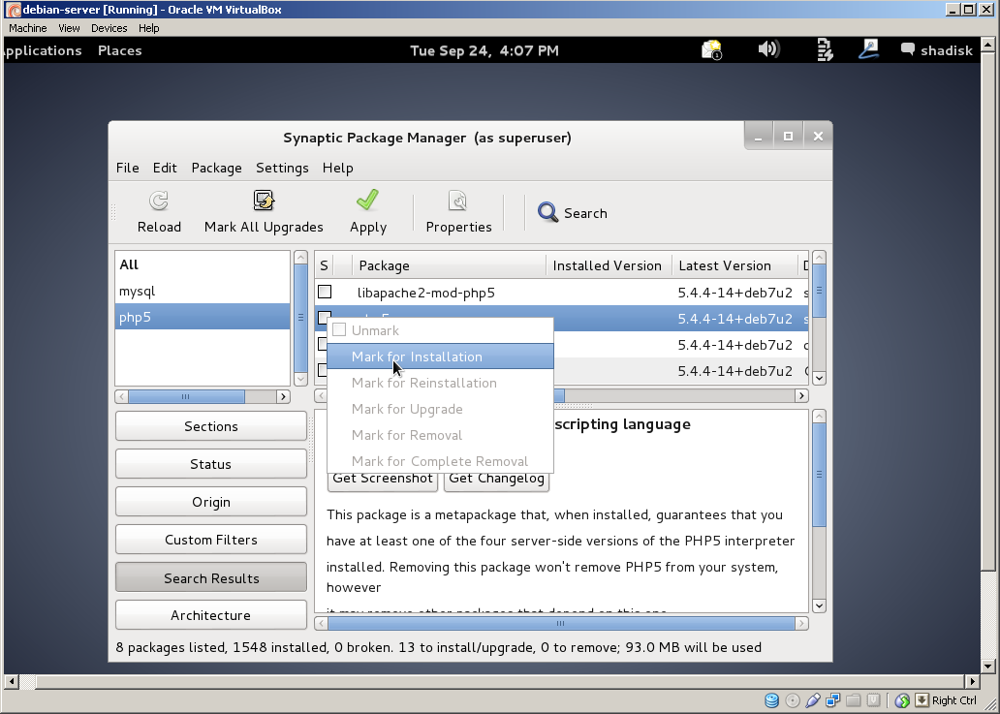 debian-server [Running] - Oracle VM VirtualBox
Machine View Devices Help
pplications Places Tue Sep 24, 4:07 PM 1 shadisk
Synaptic Package Manager (as superuser)
File Edit Package Settings Help
Reload Mark All Upgrades Apply Properties Search
All
mysql
php5
S Package Installed Version Latest Version
libapache2-mod-php5 5.4.4-14+deb7u2
5.4.4-14+deb7u2
5.4.4-14+deb7u2
5.4.4-14+deb7u2
Unmark
Mark for Installation
Mark for Reinstallation
Mark for Upgrade
Mark for Removal
Mark for Complete Removal
Sections
Status
Origin
Custom Filters
Search Results
Architecture
scripting language
Get Screenshot Get Changelog
This package is a metapackage that, when installed, guarantees that you
have at least one of the four server-side versions of the PHP5 interpreter
installed. Removing this package won't remove PHP5 from your system,
however
it may remove other packages that depend on this one
8 packages listed, 1548 installed, 0 broken. 13 to install/upgrade, 0 to remove; 93.0 MB will be used
Right Ctrl